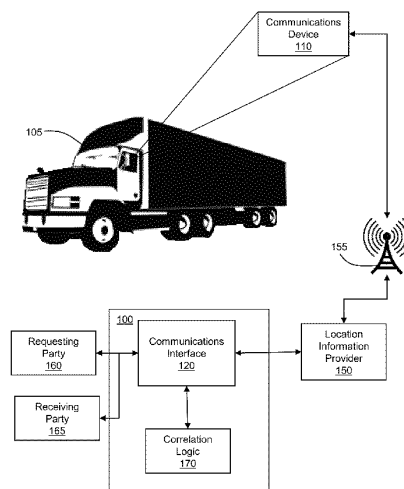 Communications
Device
110
105
155
100
Requesting
Party
160
Communications
Interface
120
Location
Information
Provider
150
Receiving
Party
165
Correlation
Logic
170